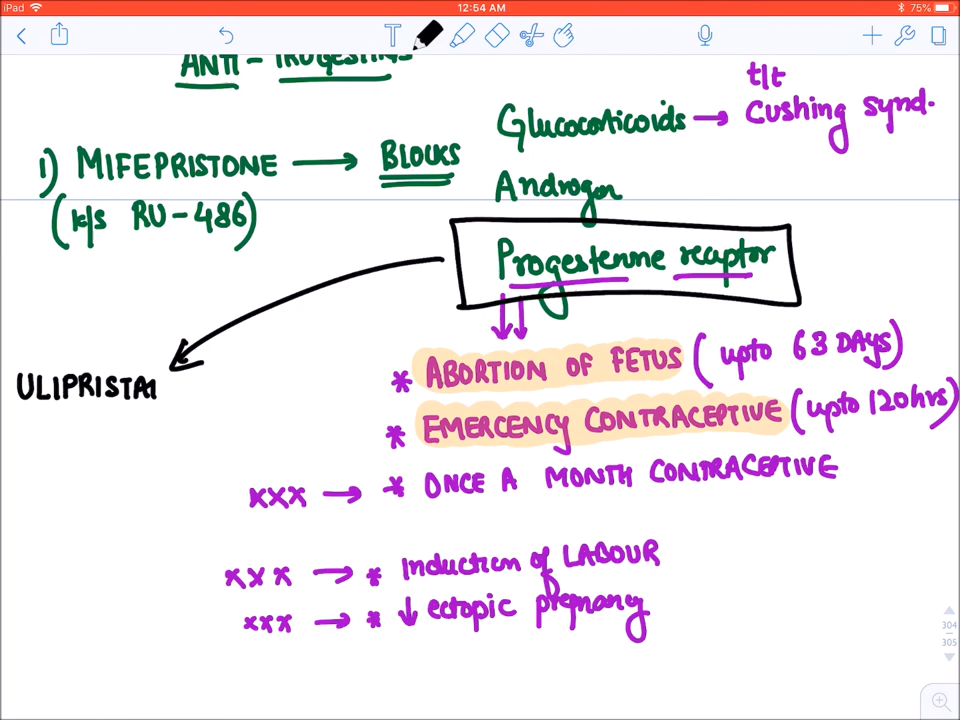 iPad 12:54 AM 75%
T
ANTI - PROGESTINS
t/t
Glucocorticoids → Cushing synd.
1) MIFEPRISTONE → BLOCKS
Androgen
(k/s RU-486)
Progesterone receptor
* ABORTION OF FETUS (upto 63 DAYS)
ULIPRISTAl
* EMERGENCY CONTRACEPTIVE (upto 120hrs)
xxx → * ONCE A MONTH CONTRACEPTIVE
xxx → * Induction of LABOUR
xxx → * ↓ ectopic pregnancy
304
305